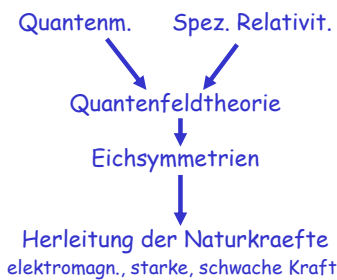 Quantenm. Spez. Relativit.
Quantenfeldtheorie
Eichsymmetrien
Herleitung der Naturkraefte
elektromagn., starke, schwache Kraft